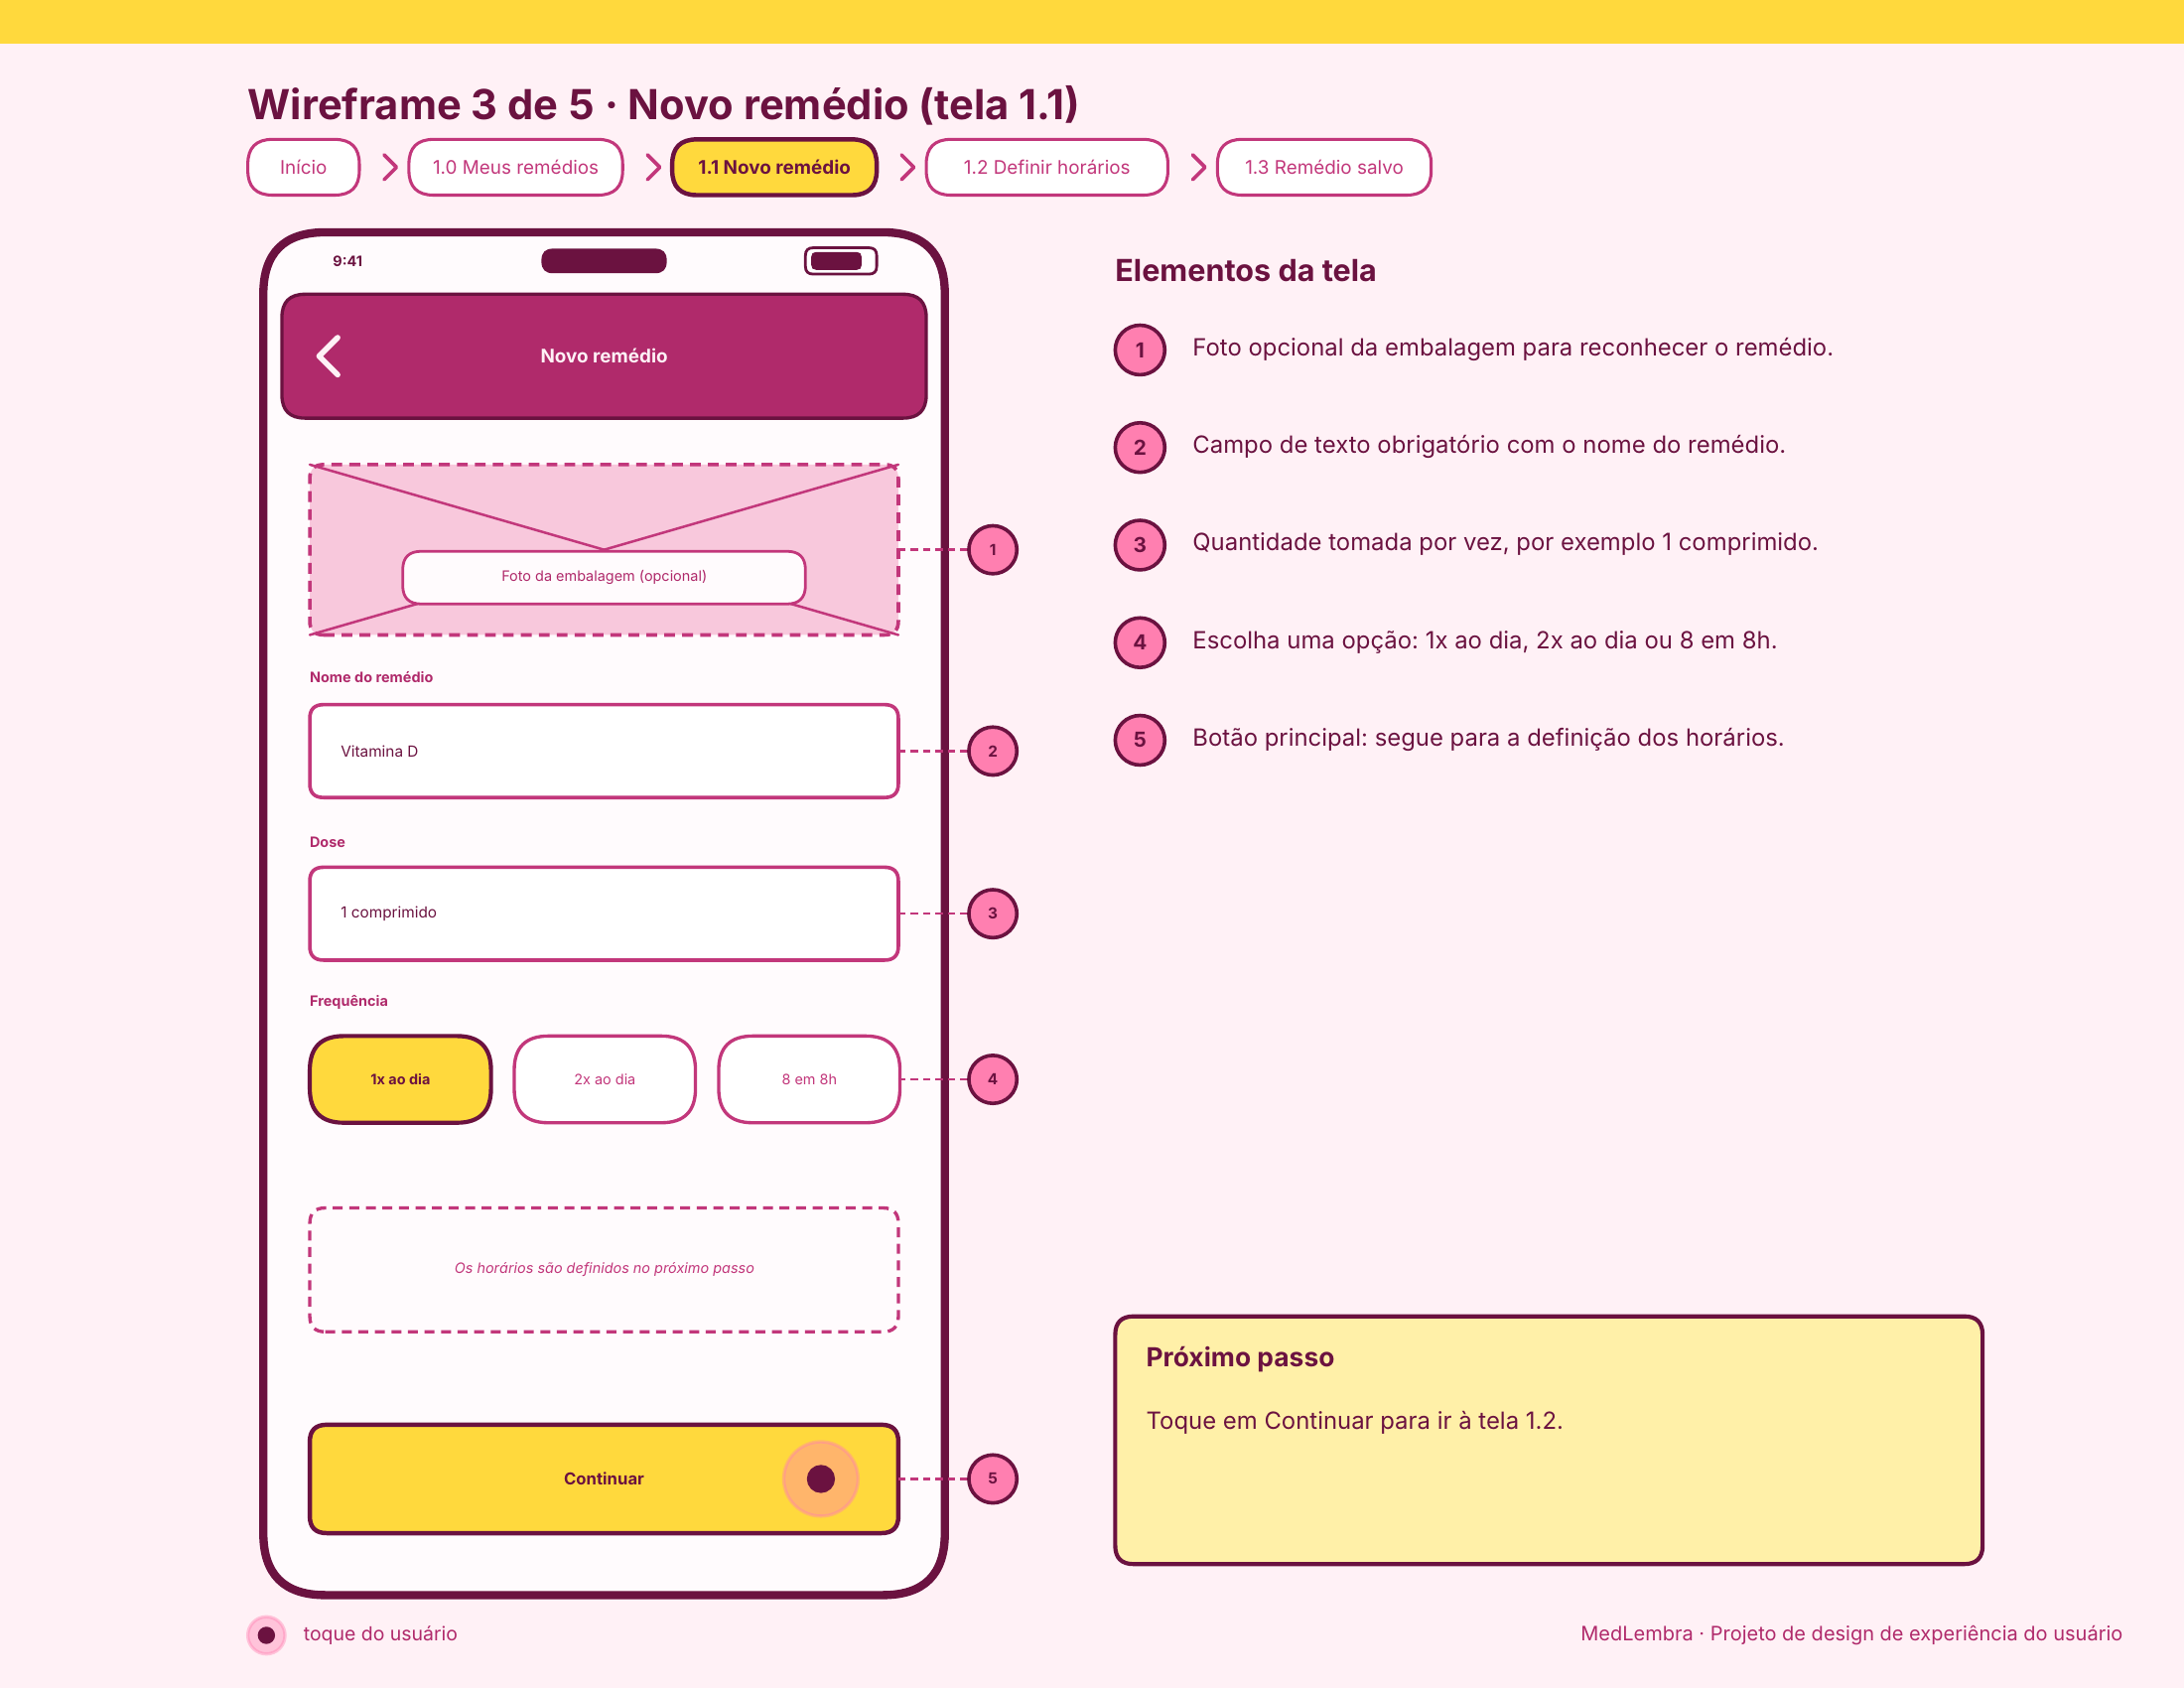 Wireframe 3 de 5 · Novo remédio (tela 1.1)
Início
1.0 Meus remédios
1.1 Novo remédio
1.2 Definir horários
1.3 Remédio salvo
9:41
Novo remédio
Foto da embalagem (opcional)
1
Nome do remédio
Vitamina D
2
Dose
1 comprimido
3
Frequência
1x ao dia
2x ao dia
8 em 8h
4
Os horários são definidos no próximo passo
Continuar
5
Elementos da tela
1 Foto opcional da embalagem para reconhecer o remédio.
2 Campo de texto obrigatório com o nome do remédio.
3 Quantidade tomada por vez, por exemplo 1 comprimido.
4 Escolha uma opção: 1x ao dia, 2x ao dia ou 8 em 8h.
5 Botão principal: segue para a definição dos horários.
Próximo passo
Toque em Continuar para ir à tela 1.2.
toque do usuário
MedLembra · Projeto de design de experiência do usuário